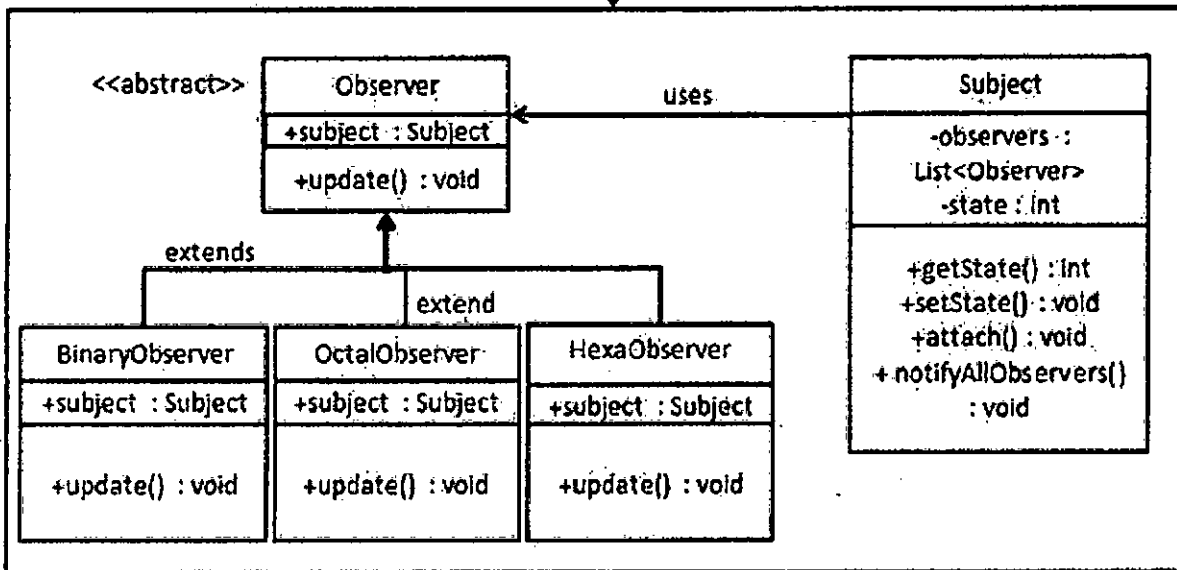 <<abstract>>
Observer
+subject : Subject
+update() : void
uses
Subject
-observers :
List<Observer>
-state : int
+getState() : int
+setState() : void
+attach() : void
+ notifyAllObservers()
: void
extends
extend
BinaryObserver
+subject : Subject
+update() : void
OctalObserver
+subject : Subject
+update() : void
HexaObserver
+subject : Subject
+update() : void